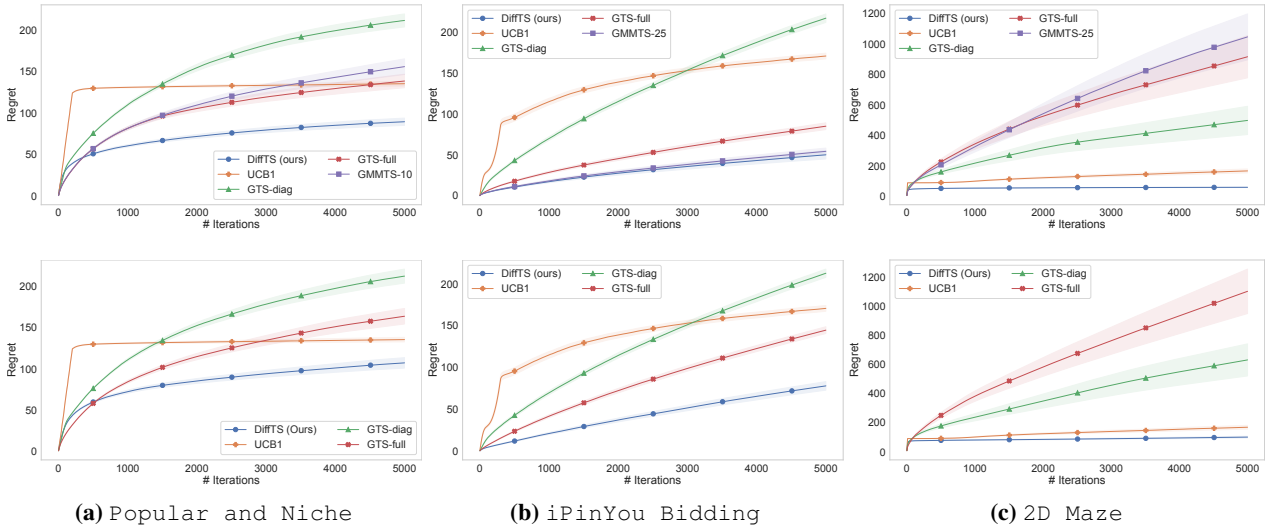 DiffTS (ours)
UCB1
GTS-diag
GTS-full
GMMTS-10
Regret
200
150
100
50
0
0 1000 2000 3000 4000 5000
# Iterations
DiffTS (ours)
UCB1
GTS-diag
GTS-full
GMMTS-25
Regret
200
150
100
50
0
0 1000 2000 3000 4000 5000
# Iterations
DiffTS (ours)
UCB1
GTS-diag
GTS-full
GMMTS-25
Regret
1200
1000
800
600
400
200
0
0 1000 2000 3000 4000 5000
# Iterations
DiffTS (Ours)
UCB1
GTS-diag
GTS-full
Regret
200
150
100
50
0
0 1000 2000 3000 4000 5000
# Iterations
DiffTS (ours)
UCB1
GTS-diag
GTS-full
Regret
200
150
100
50
0
0 1000 2000 3000 4000 5000
# Iterations
DiffTS (Ours)
UCB1
GTS-diag
GTS-full
Regret
1200
1000
800
600
400
200
0
0 1000 2000 3000 4000 5000
# Iterations
(a) Popular and Niche
(b) iPinYou Bidding
(c) 2D Maze